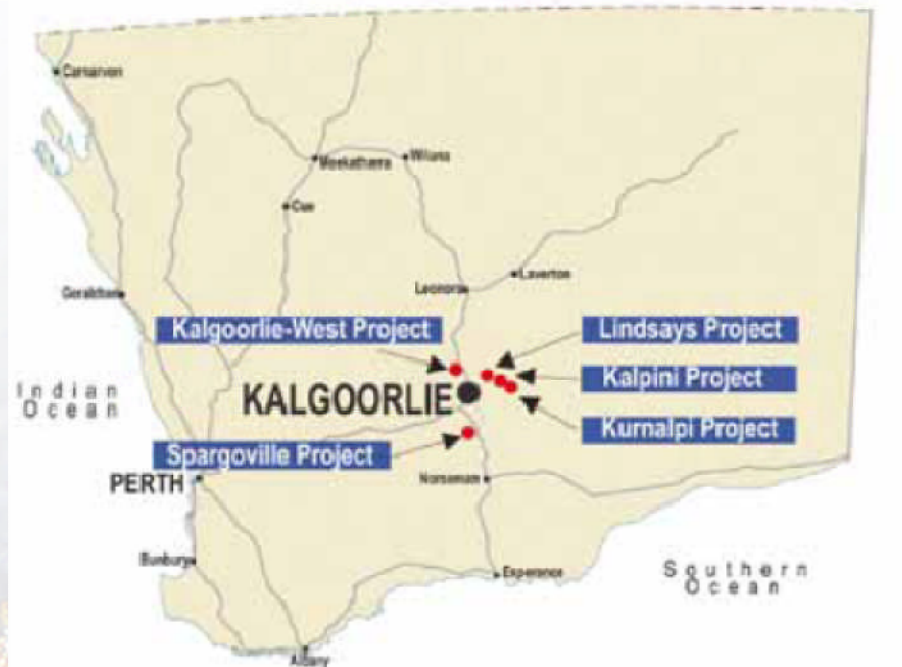 Carnarvon
Meekatharra
Wiluna
Cue
Laverton
Leonora
Geraldton
Kalgoorlie-West Project
Lindsays Project
Kalpini Project
Indian
Ocean
KALGOORLIE
Kurnalpi Project
Spargoville Project
PERTH
Norseman
Bunbury
Esperance
Southern
Ocean
Albany